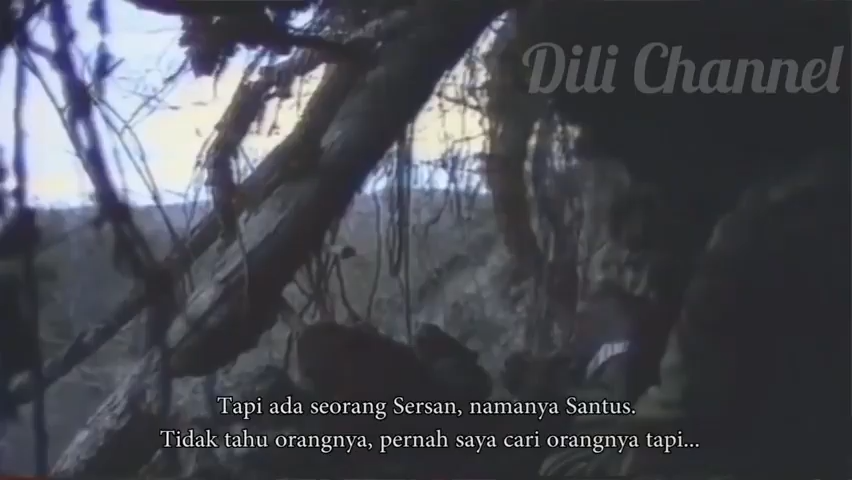 Dili Channel
Tapi ada seorang Sersan, namanya Santus.
Tidak tahu orangnya, pernah saya cari orangnya tapi...